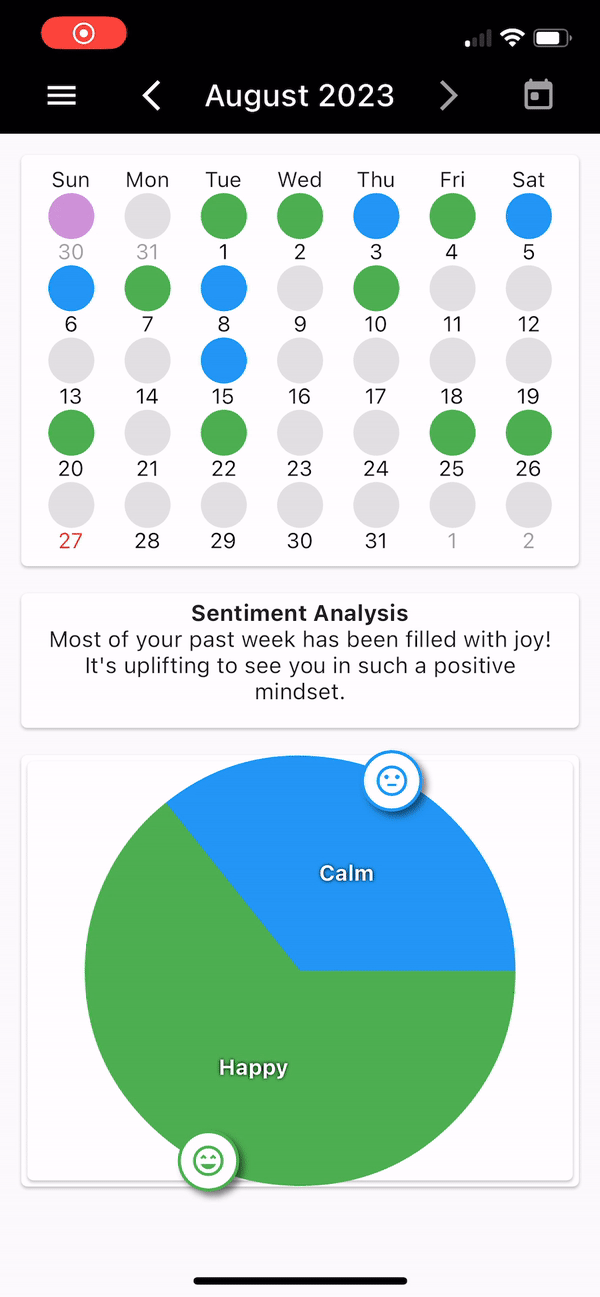 August 2023
Sun Mon Tue Wed Thu Fri Sat
30 31 1 2 3 4 5
6 7 8 9 10 11 12
13 14 15 16 17 18 19
20 21 22 23 24 25 26
27 28 29 30 31 1 2
Sentiment Analysis
Most of your past week has been filled with joy!
It's uplifting to see you in such a positive
mindset.
Calm
Happy